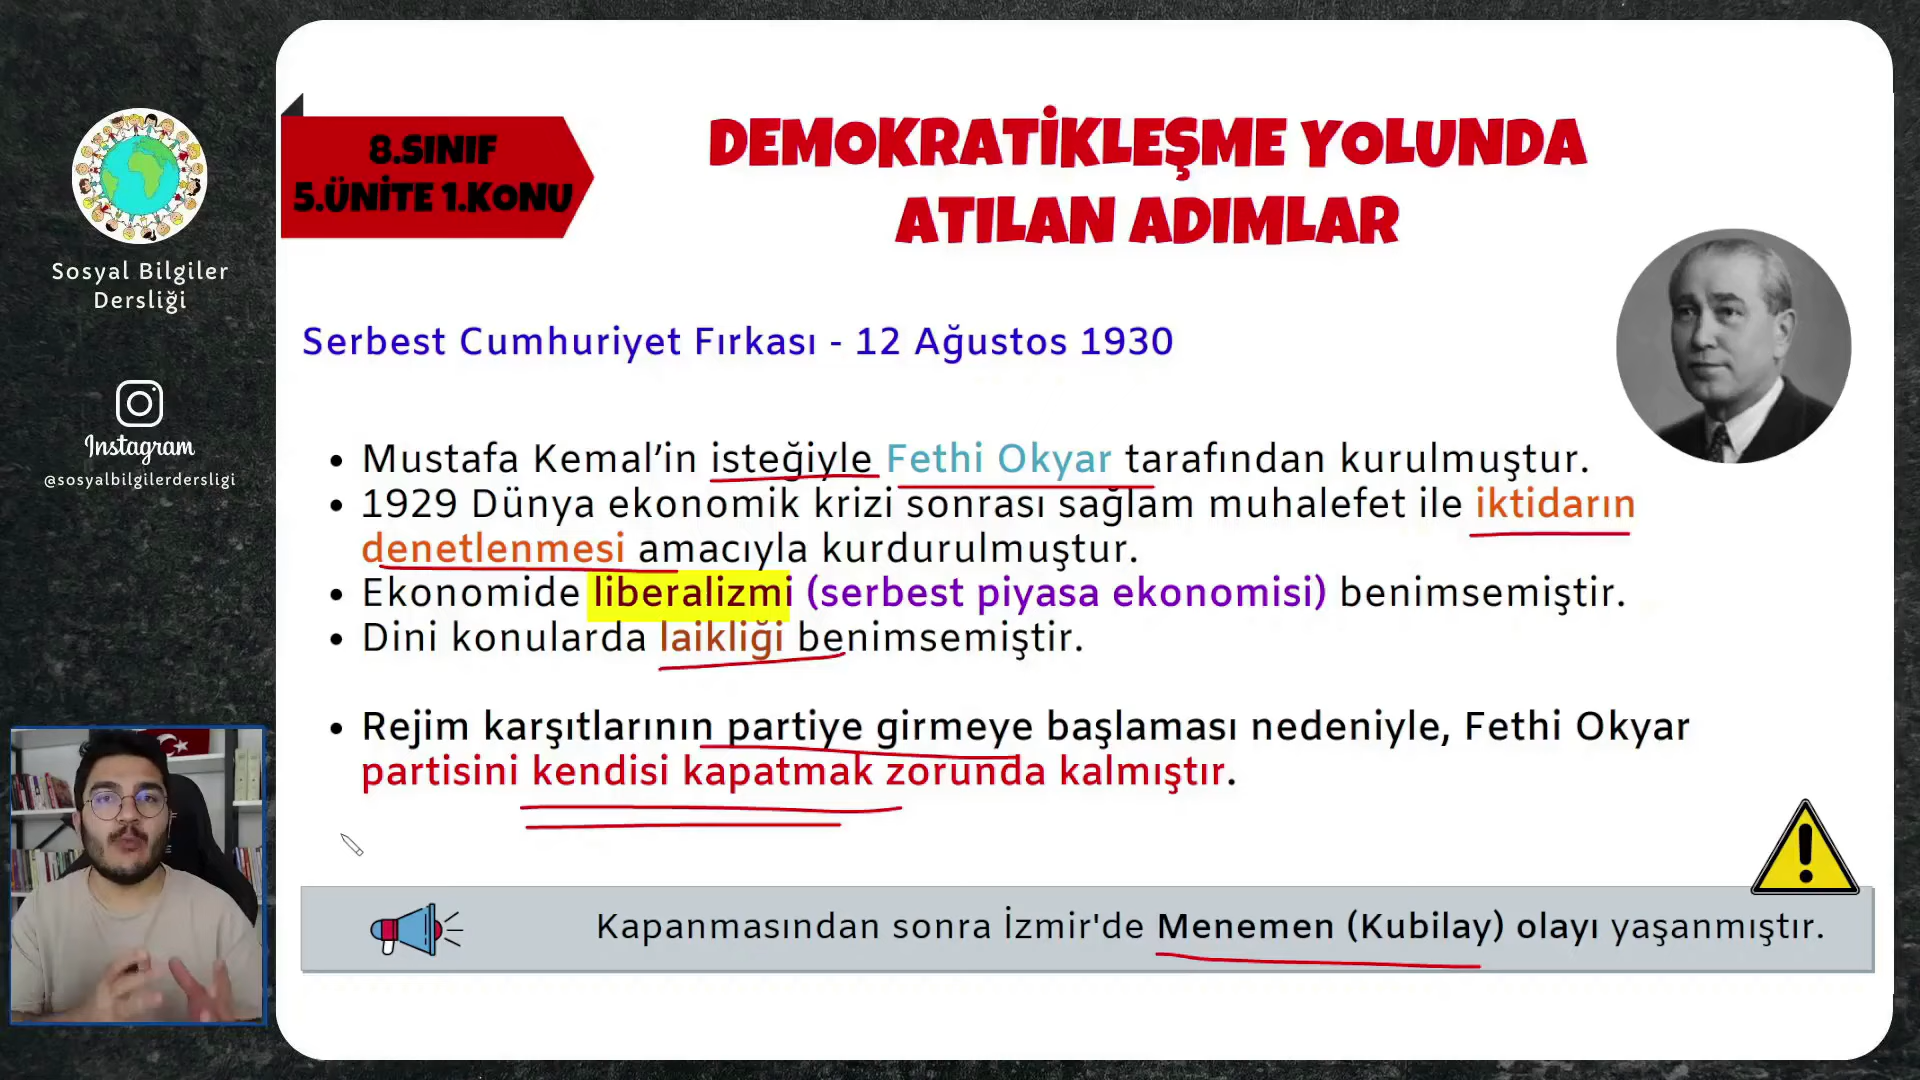 8.SINIF
5.ÜNİTE 1.KONU
DEMOKRATİKLEŞME YOLUNDA
ATILAN ADIMLAR
Sosyal Bilgiler
Dersliği
Instagram
@sosyalbilgilerdersligi
Serbest Cumhuriyet Fırkası - 12 Ağustos 1930
• Mustafa Kemal’in isteğiyle Fethi Okyar tarafından kurulmuştur.
• 1929 Dünya ekonomik krizi sonrası sağlam muhalefet ile iktidarın
denetlenmesi amacıyla kurdurulmuştur.
• Ekonomide liberalizmi (serbest piyasa ekonomisi) benimsemiştir.
• Dini konularda laikliği benimsemiştir.
• Rejim karşıtlarının partiye girmeye başlaması nedeniyle, Fethi Okyar
partisini kendisi kapatmak zorunda kalmıştır.
Kapanmasından sonra İzmir'de Menemen (Kubilay) olayı yaşanmıştır.